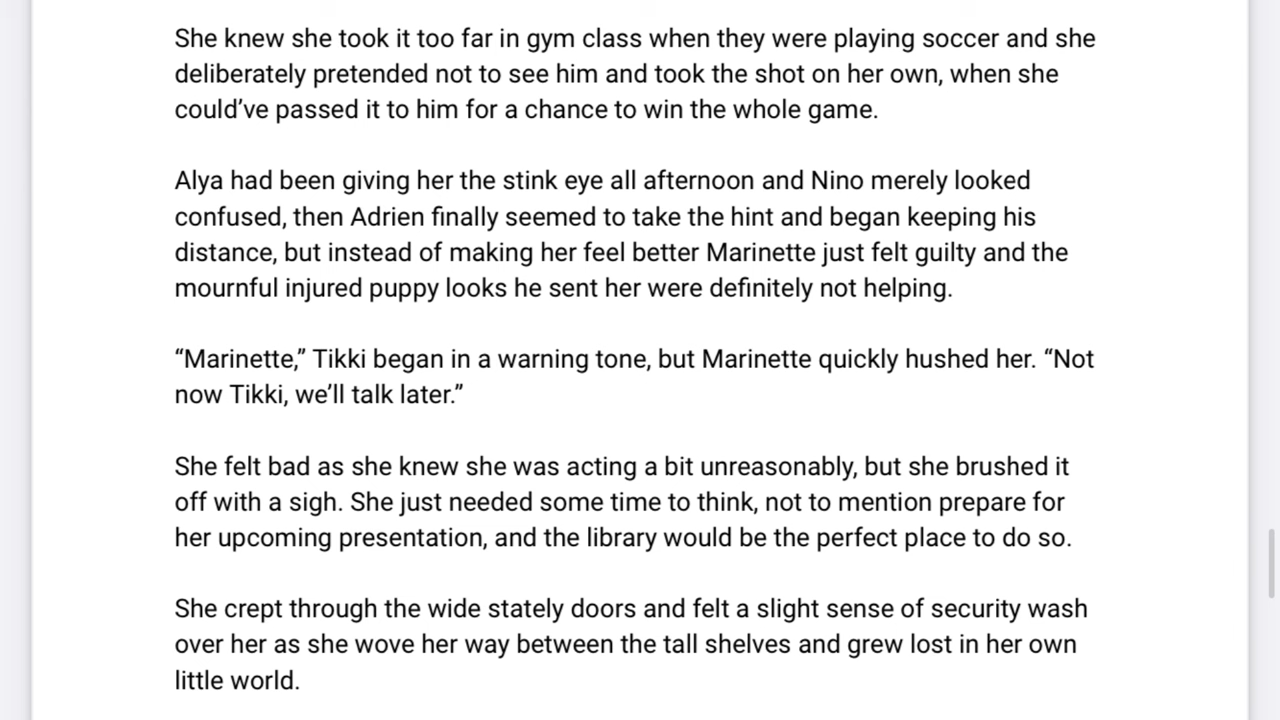 She knew she took it too far in gym class when they were playing soccer and she
deliberately pretended not to see him and took the shot on her own, when she
could’ve passed it to him for a chance to win the whole game.
Alya had been giving her the stink eye all afternoon and Nino merely looked
confused, then Adrien finally seemed to take the hint and began keeping his
distance, but instead of making her feel better Marinette just felt guilty and the
mournful injured puppy looks he sent her were definitely not helping.
“Marinette,” Tikki began in a warning tone, but Marinette quickly hushed her. “Not
now Tikki, we’ll talk later.”
She felt bad as she knew she was acting a bit unreasonably, but she brushed it
off with a sigh. She just needed some time to think, not to mention prepare for
her upcoming presentation, and the library would be the perfect place to do so.
She crept through the wide stately doors and felt a slight sense of security wash
over her as she wove her way between the tall shelves and grew lost in her own
little world.